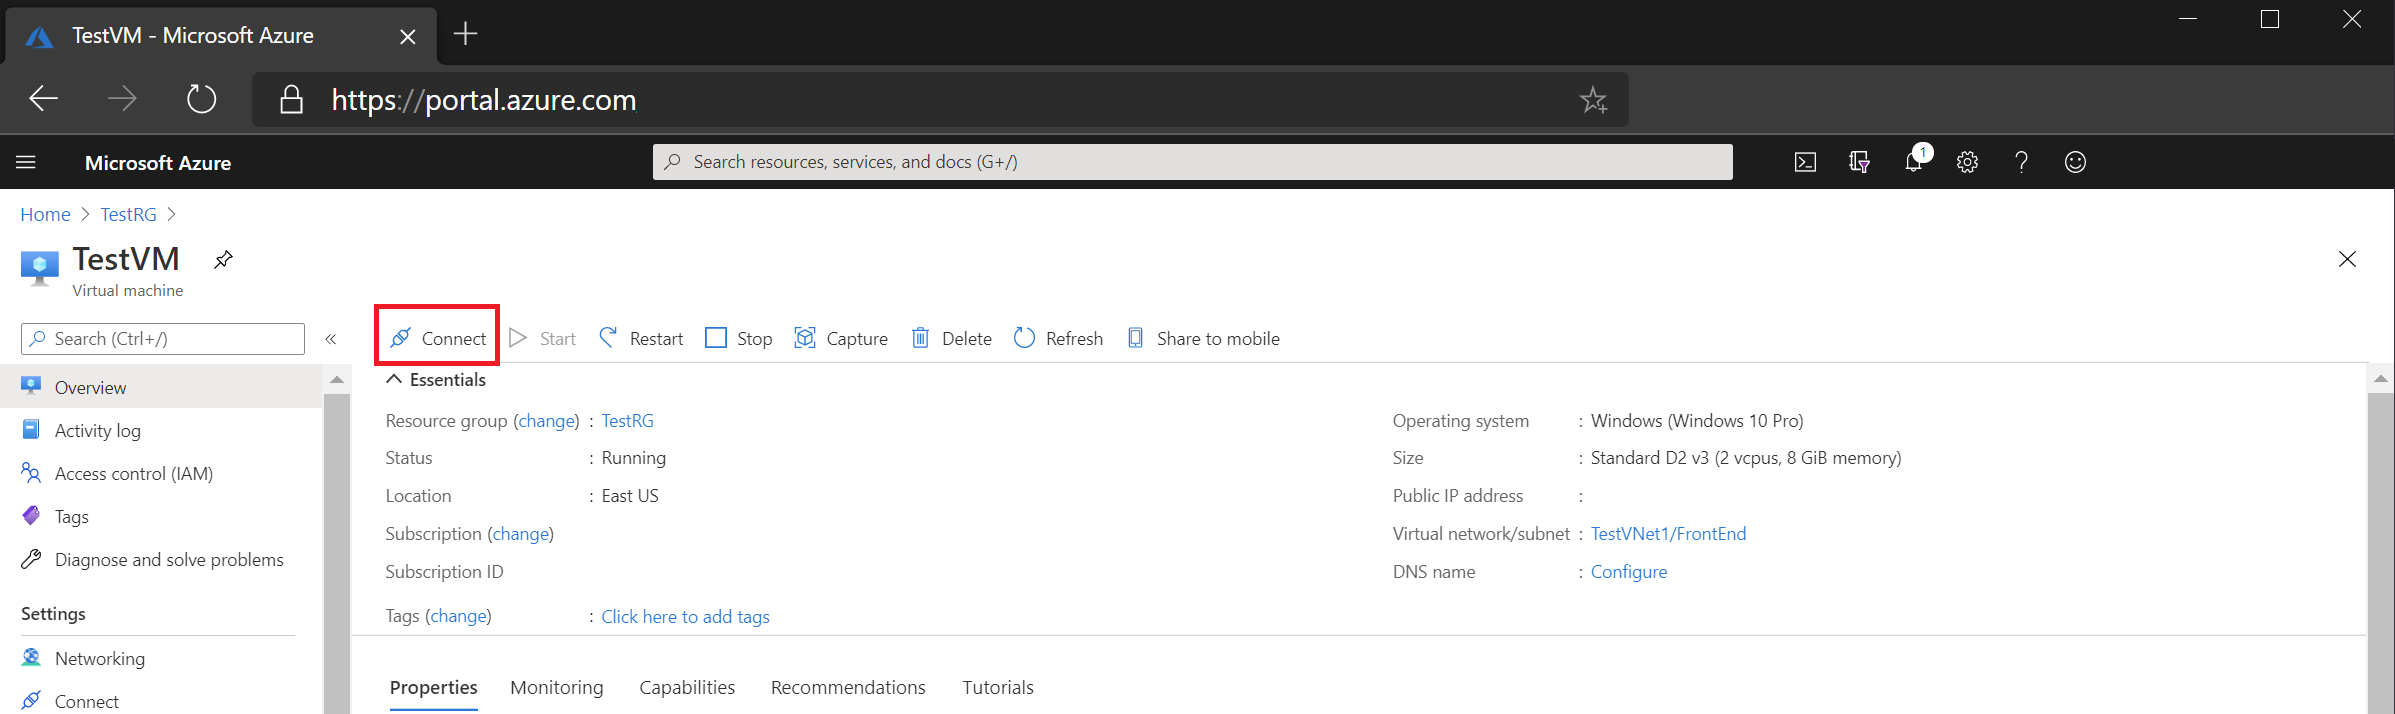 TestVM - Microsoft Azure
https://portal.azure.com
Microsoft Azure
Search resources, services, and docs (G+/)
1
Home > TestRG >
TestVM
Virtual machine
Search (Ctrl+/)
«
Connect
Start
Restart
Stop
Capture
Delete
Refresh
Share to mobile
Overview
Activity log
Access control (IAM)
Tags
Diagnose and solve problems
Settings
Networking
Connect
Essentials
Resource group (change) : TestRG
Status : Running
Location : East US
Subscription (change)
Subscription ID
Tags (change) : Click here to add tags
Operating system : Windows (Windows 10 Pro)
Size : Standard D2 v3 (2 vcpus, 8 GiB memory)
Public IP address :
Virtual network/subnet : TestVNet1/FrontEnd
DNS name : Configure
Properties
Monitoring
Capabilities
Recommendations
Tutorials